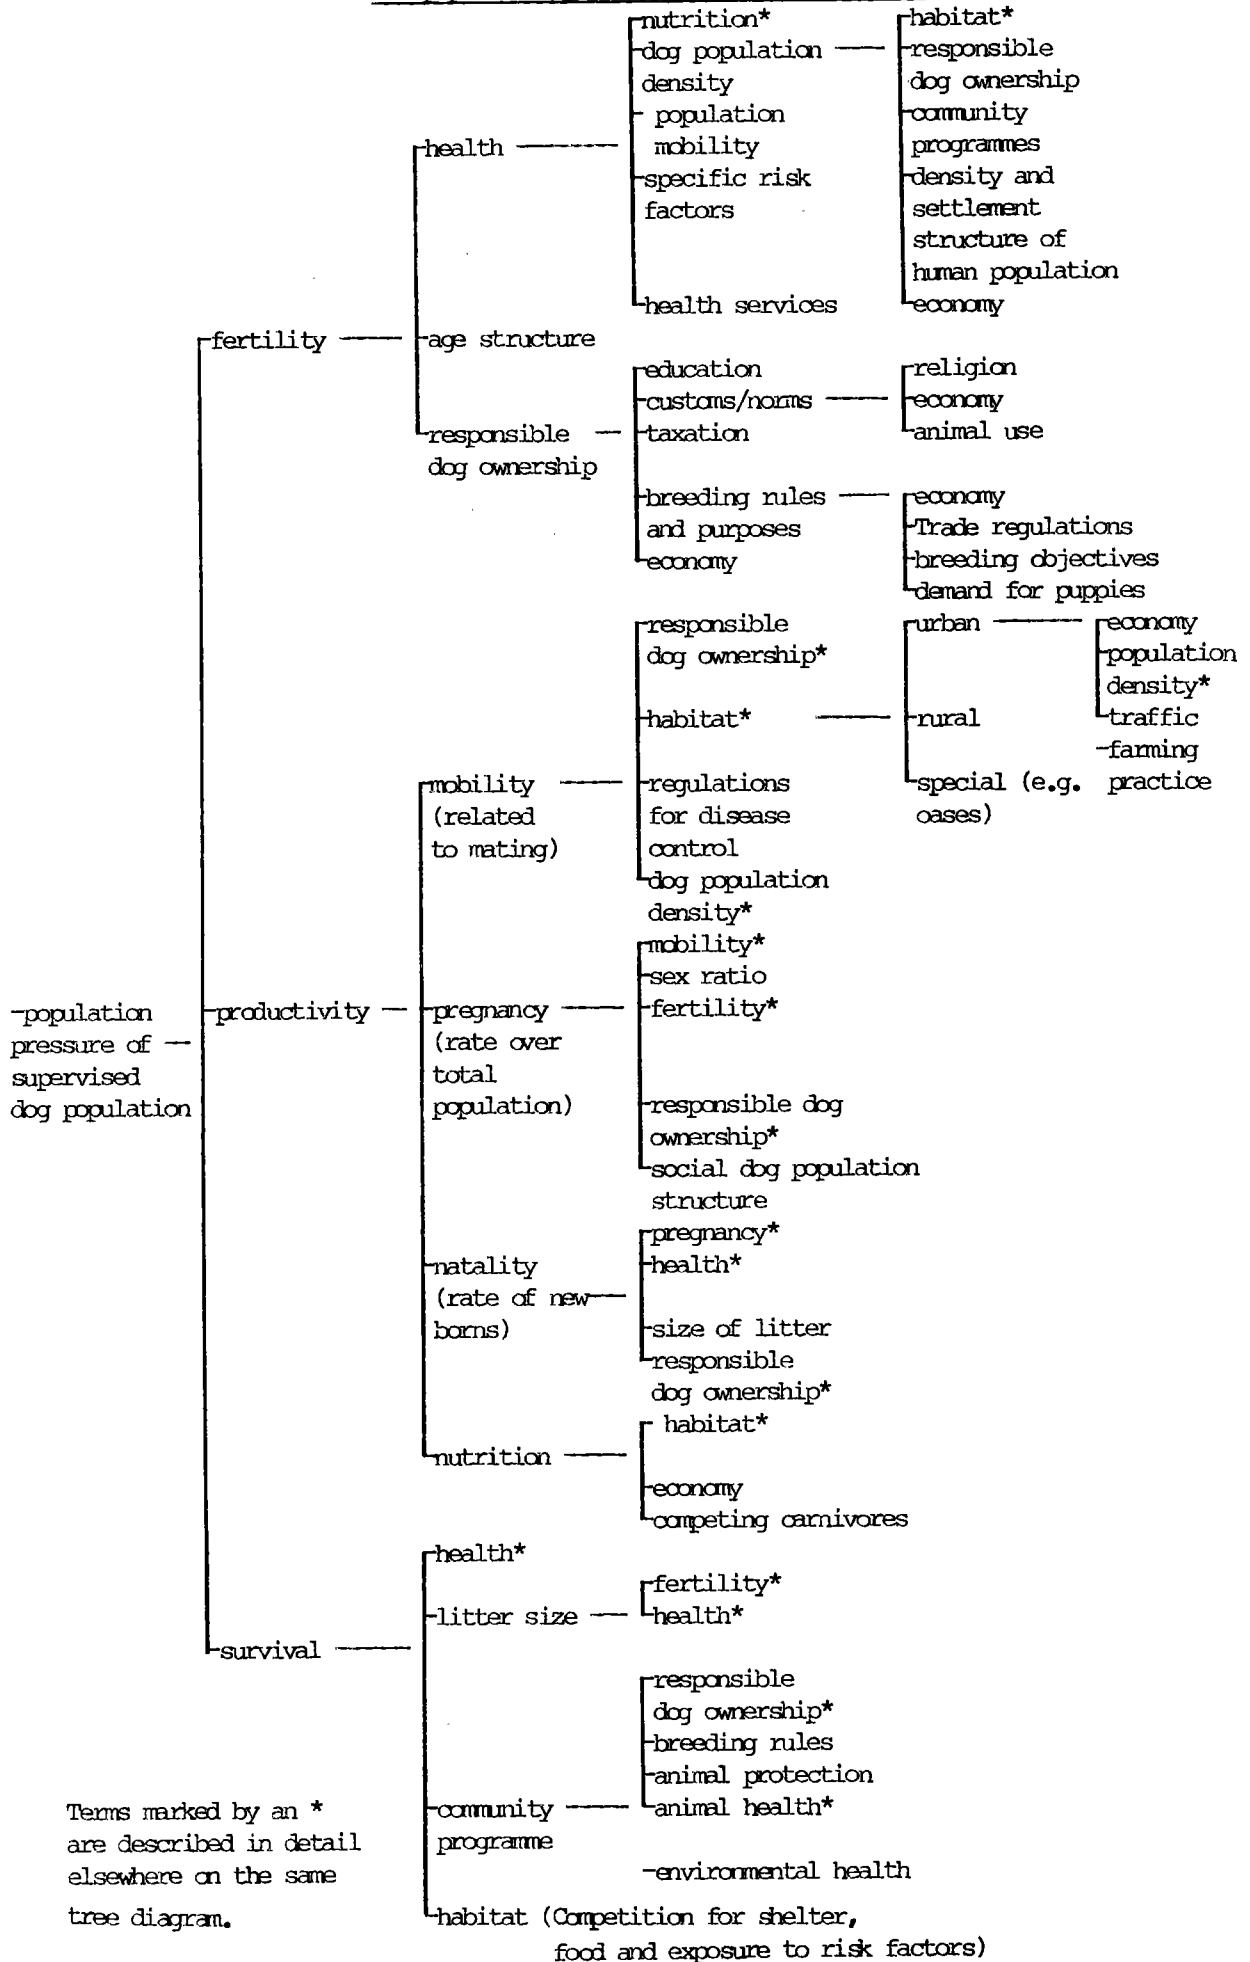 nutrition*
dog population
density
population
mobility
specific risk
factors
health services
habitat*
responsible
dog ownership
community
programmes
density and
settlement
structure of
human population
economy
health
fertility
age structure
responsible
dog ownership
education
customs/norms
taxation
breeding rules
and purposes
economy
religion
economy
animal use
economy
Trade regulations
breeding objectives
demand for puppies
responsible
dog ownership*
habitat*
regulations
for disease
control
dog population
density*
urban
rural
special (e.g.
oases)
economy
population
density*
traffic
-farming
practice
mobility
(related
to mating)
mobility*
sex ratio
fertility*
responsible dog
ownership*
social dog population
structure
-population
pressure of
supervised
dog population
productivity
pregnancy
(rate over
total
population)
natality
(rate of new
borns)
pregnancy*
health*
size of litter
responsible
dog ownership*
nutrition
habitat*
economy
competing carnivores
health*
litter size
fertility*
health*
survival
responsible
dog ownership*
breeding rules
animal protection
animal health*
-environmental health
community
programme
habitat (Competition for shelter,
food and exposure to risk factors)
Terms marked by an *
are described in detail
elsewhere on the same
tree diagram.